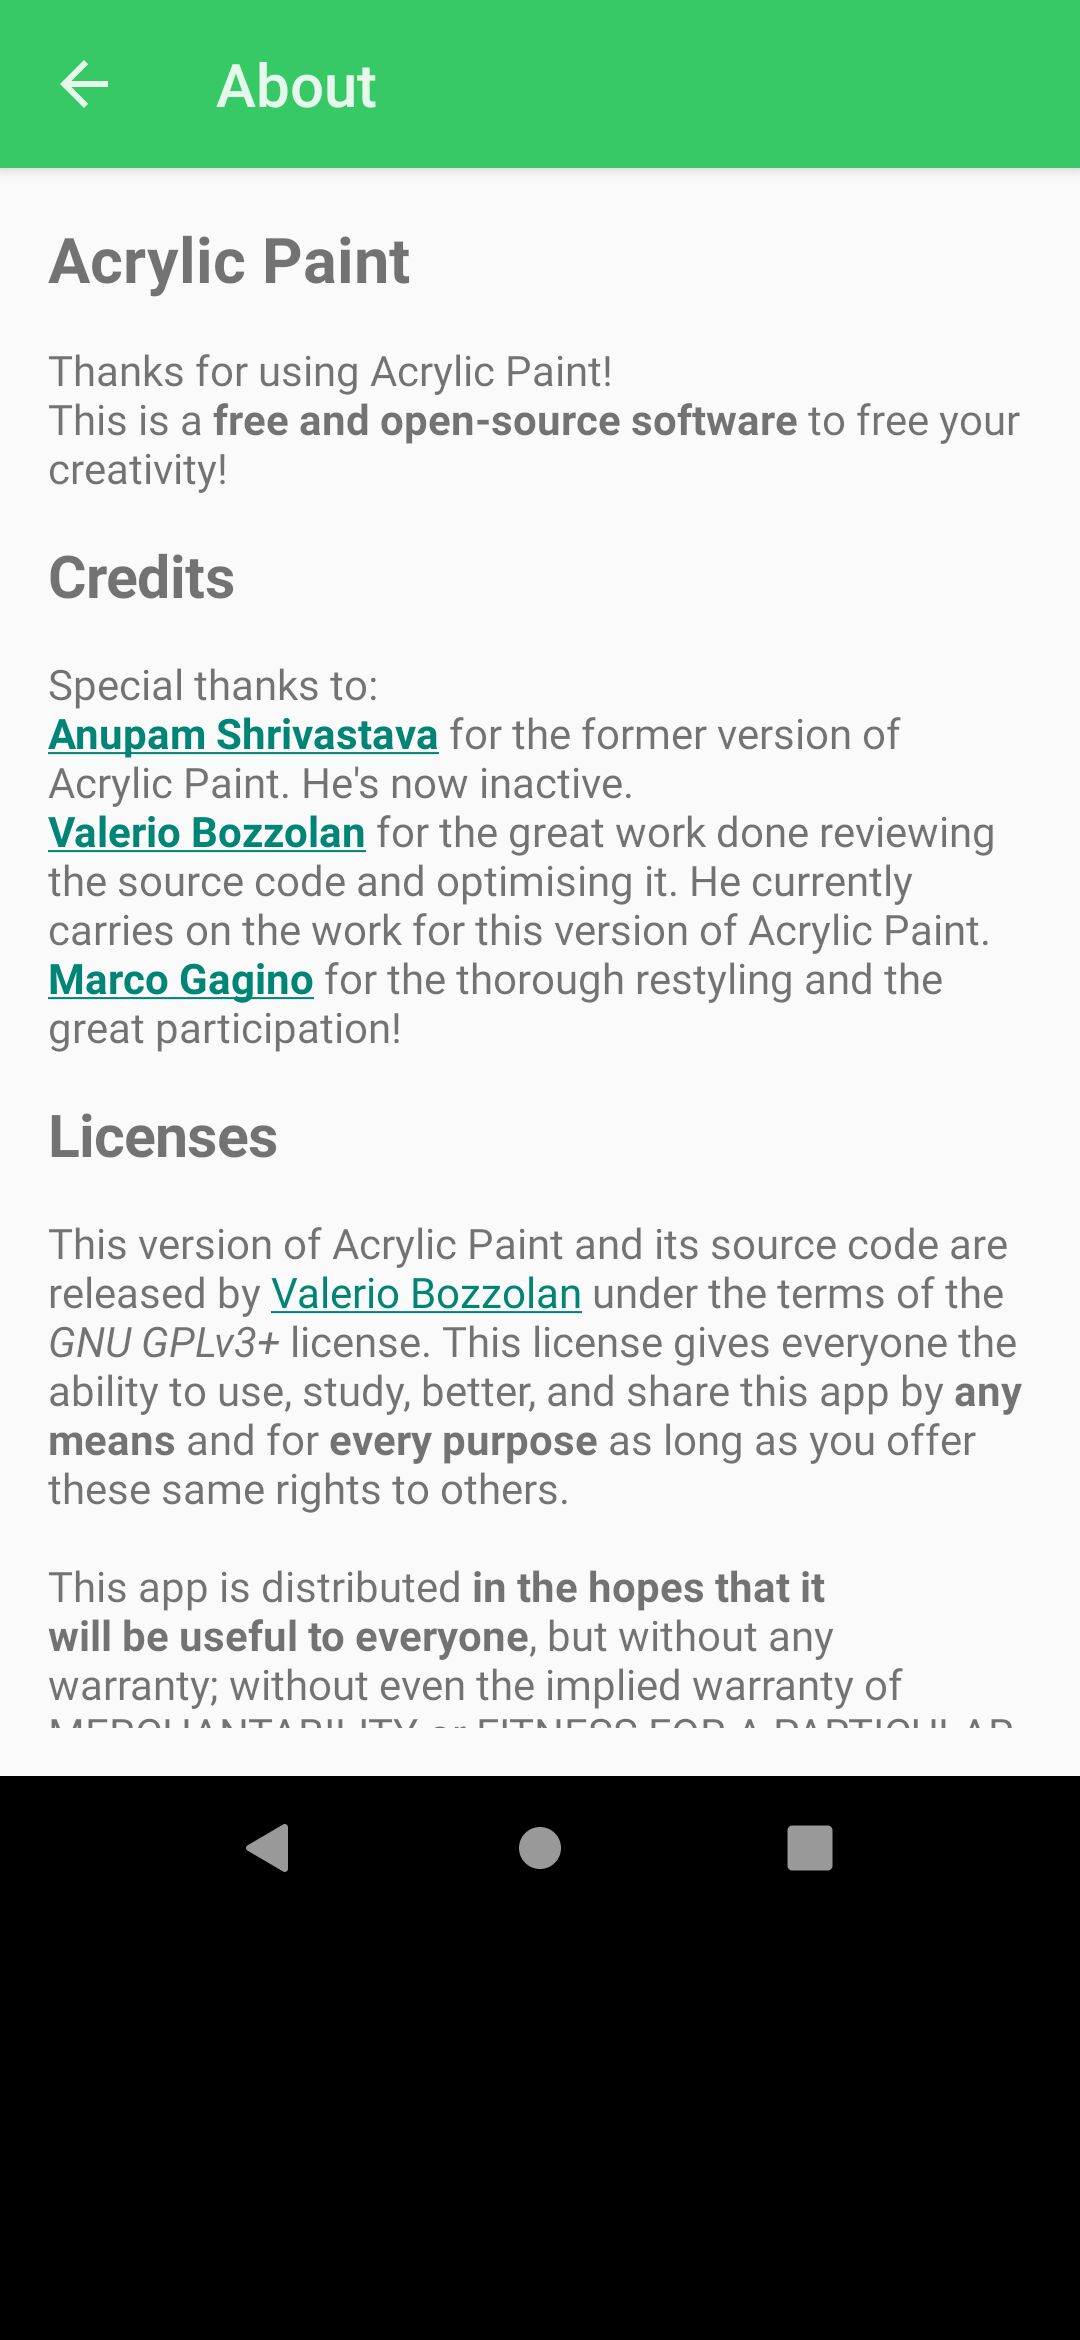 About
Acrylic Paint
Thanks for using Acrylic Paint!
This is a free and open-source software to free your
creativity!
Credits
Special thanks to:
Anupam Shrivastava for the former version of
Acrylic Paint. He's now inactive.
Valerio Bozzolan for the great work done reviewing
the source code and optimising it. He currently
carries on the work for this version of Acrylic Paint.
Marco Gagino for the thorough restyling and the
great participation!
Licenses
This version of Acrylic Paint and its source code are
released by Valerio Bozzolan under the terms of the
GNU GPLv3+ license. This license gives everyone the
ability to use, study, better, and share this app by any
means and for every purpose as long as you offer
these same rights to others.
This app is distributed in the hopes that it
will be useful to everyone, but without any
warranty; without even the implied warranty of
MERCHANTABILITY or FITNESS FOR A PARTICULAR